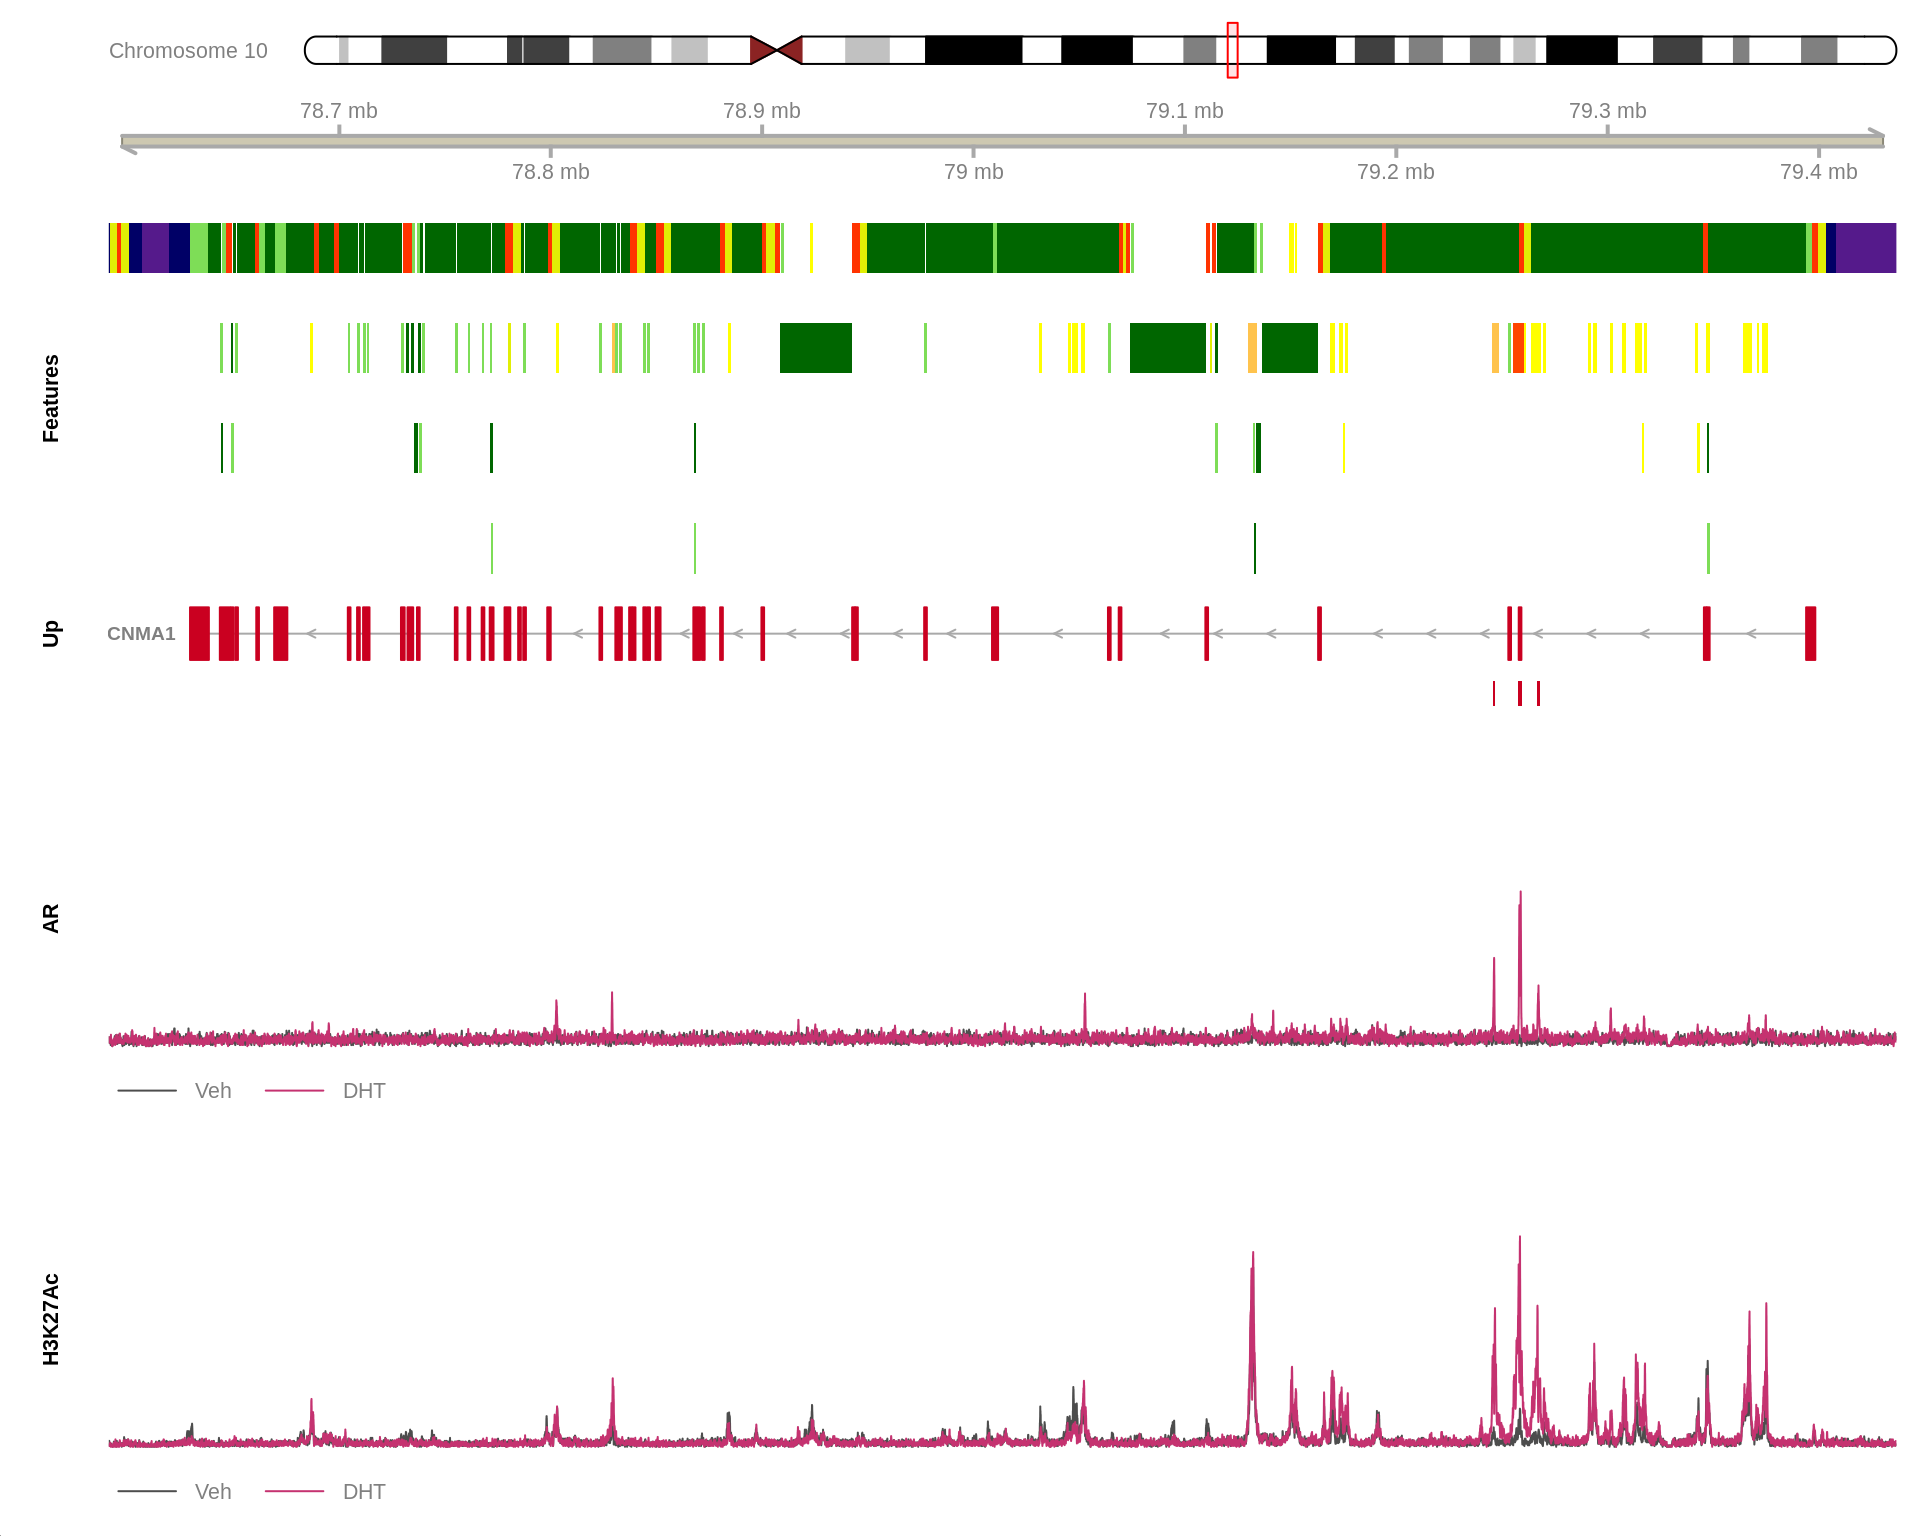 Chromosome 10
78.7 mb 78.9 mb 79.1 mb 79.3 mb
78.8 mb 79 mb 79.2 mb 79.4 mb
Features
Up
CNMA1
AR
Veh DHT
H3K27Ac
Veh DHT